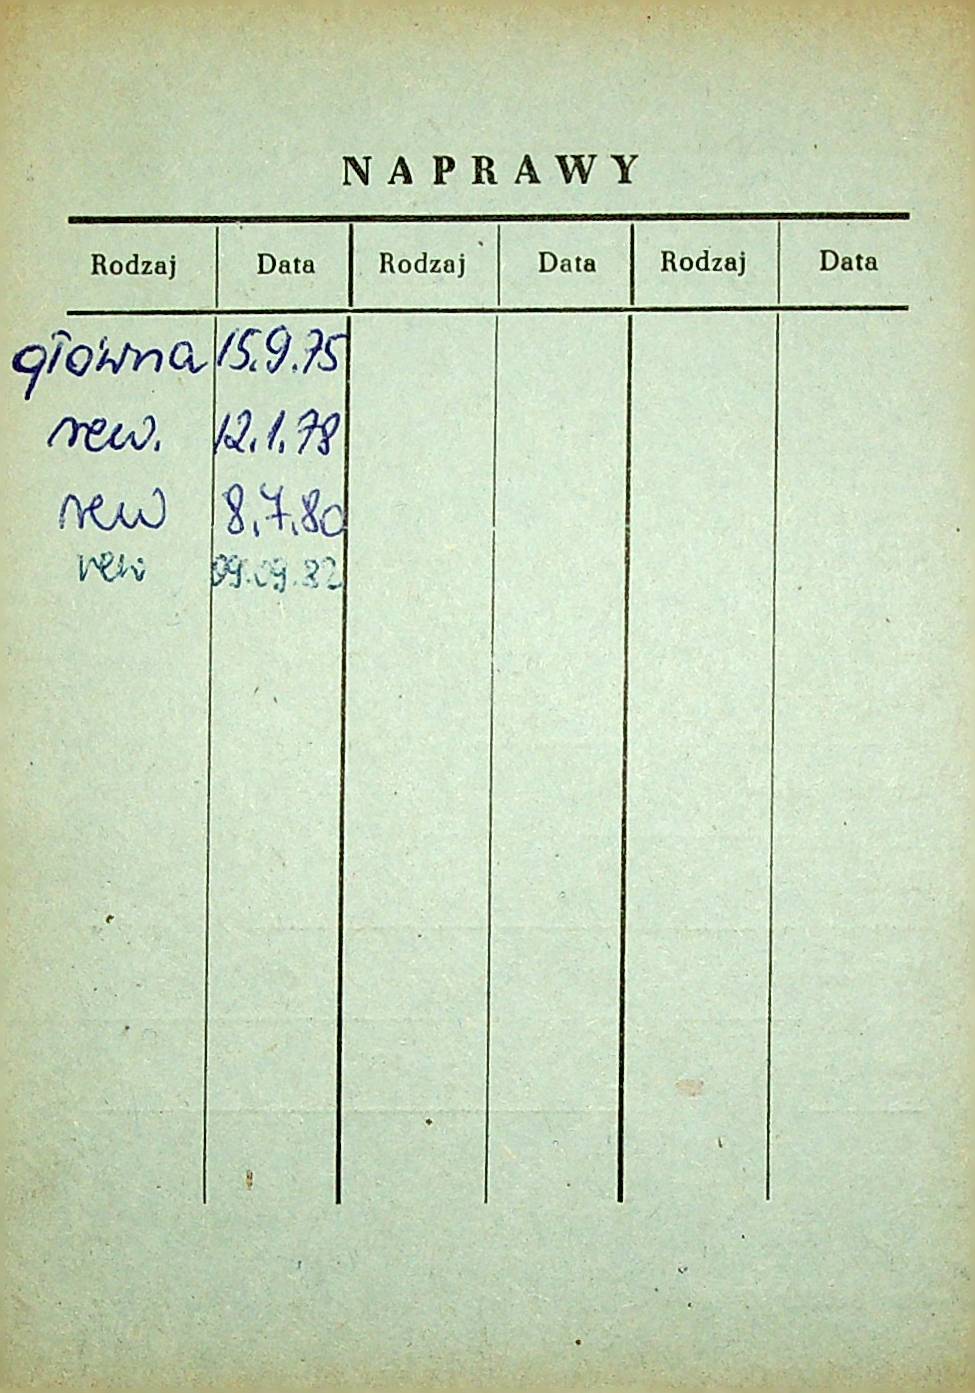 NAPRAWY
Rodzaj Data Rodzaj Data Rodzaj Data
główna 15.9.75
rew. 12.1.78
rew 8.7.80
rew 09.09.82